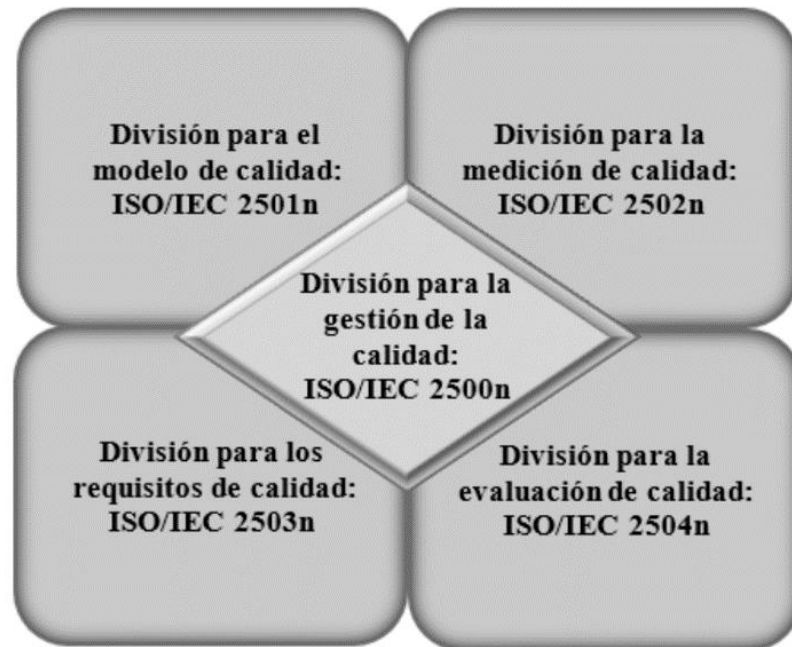 División para el
modelo de calidad:
ISO/IEC 2501n
División para la
medición de calidad:
ISO/IEC 2502n
División para la
gestión de la
calidad:
ISO/IEC 2500n
División para los
requisitos de calidad:
ISO/IEC 2503n
División para la
evaluación de calidad:
ISO/IEC 2504n